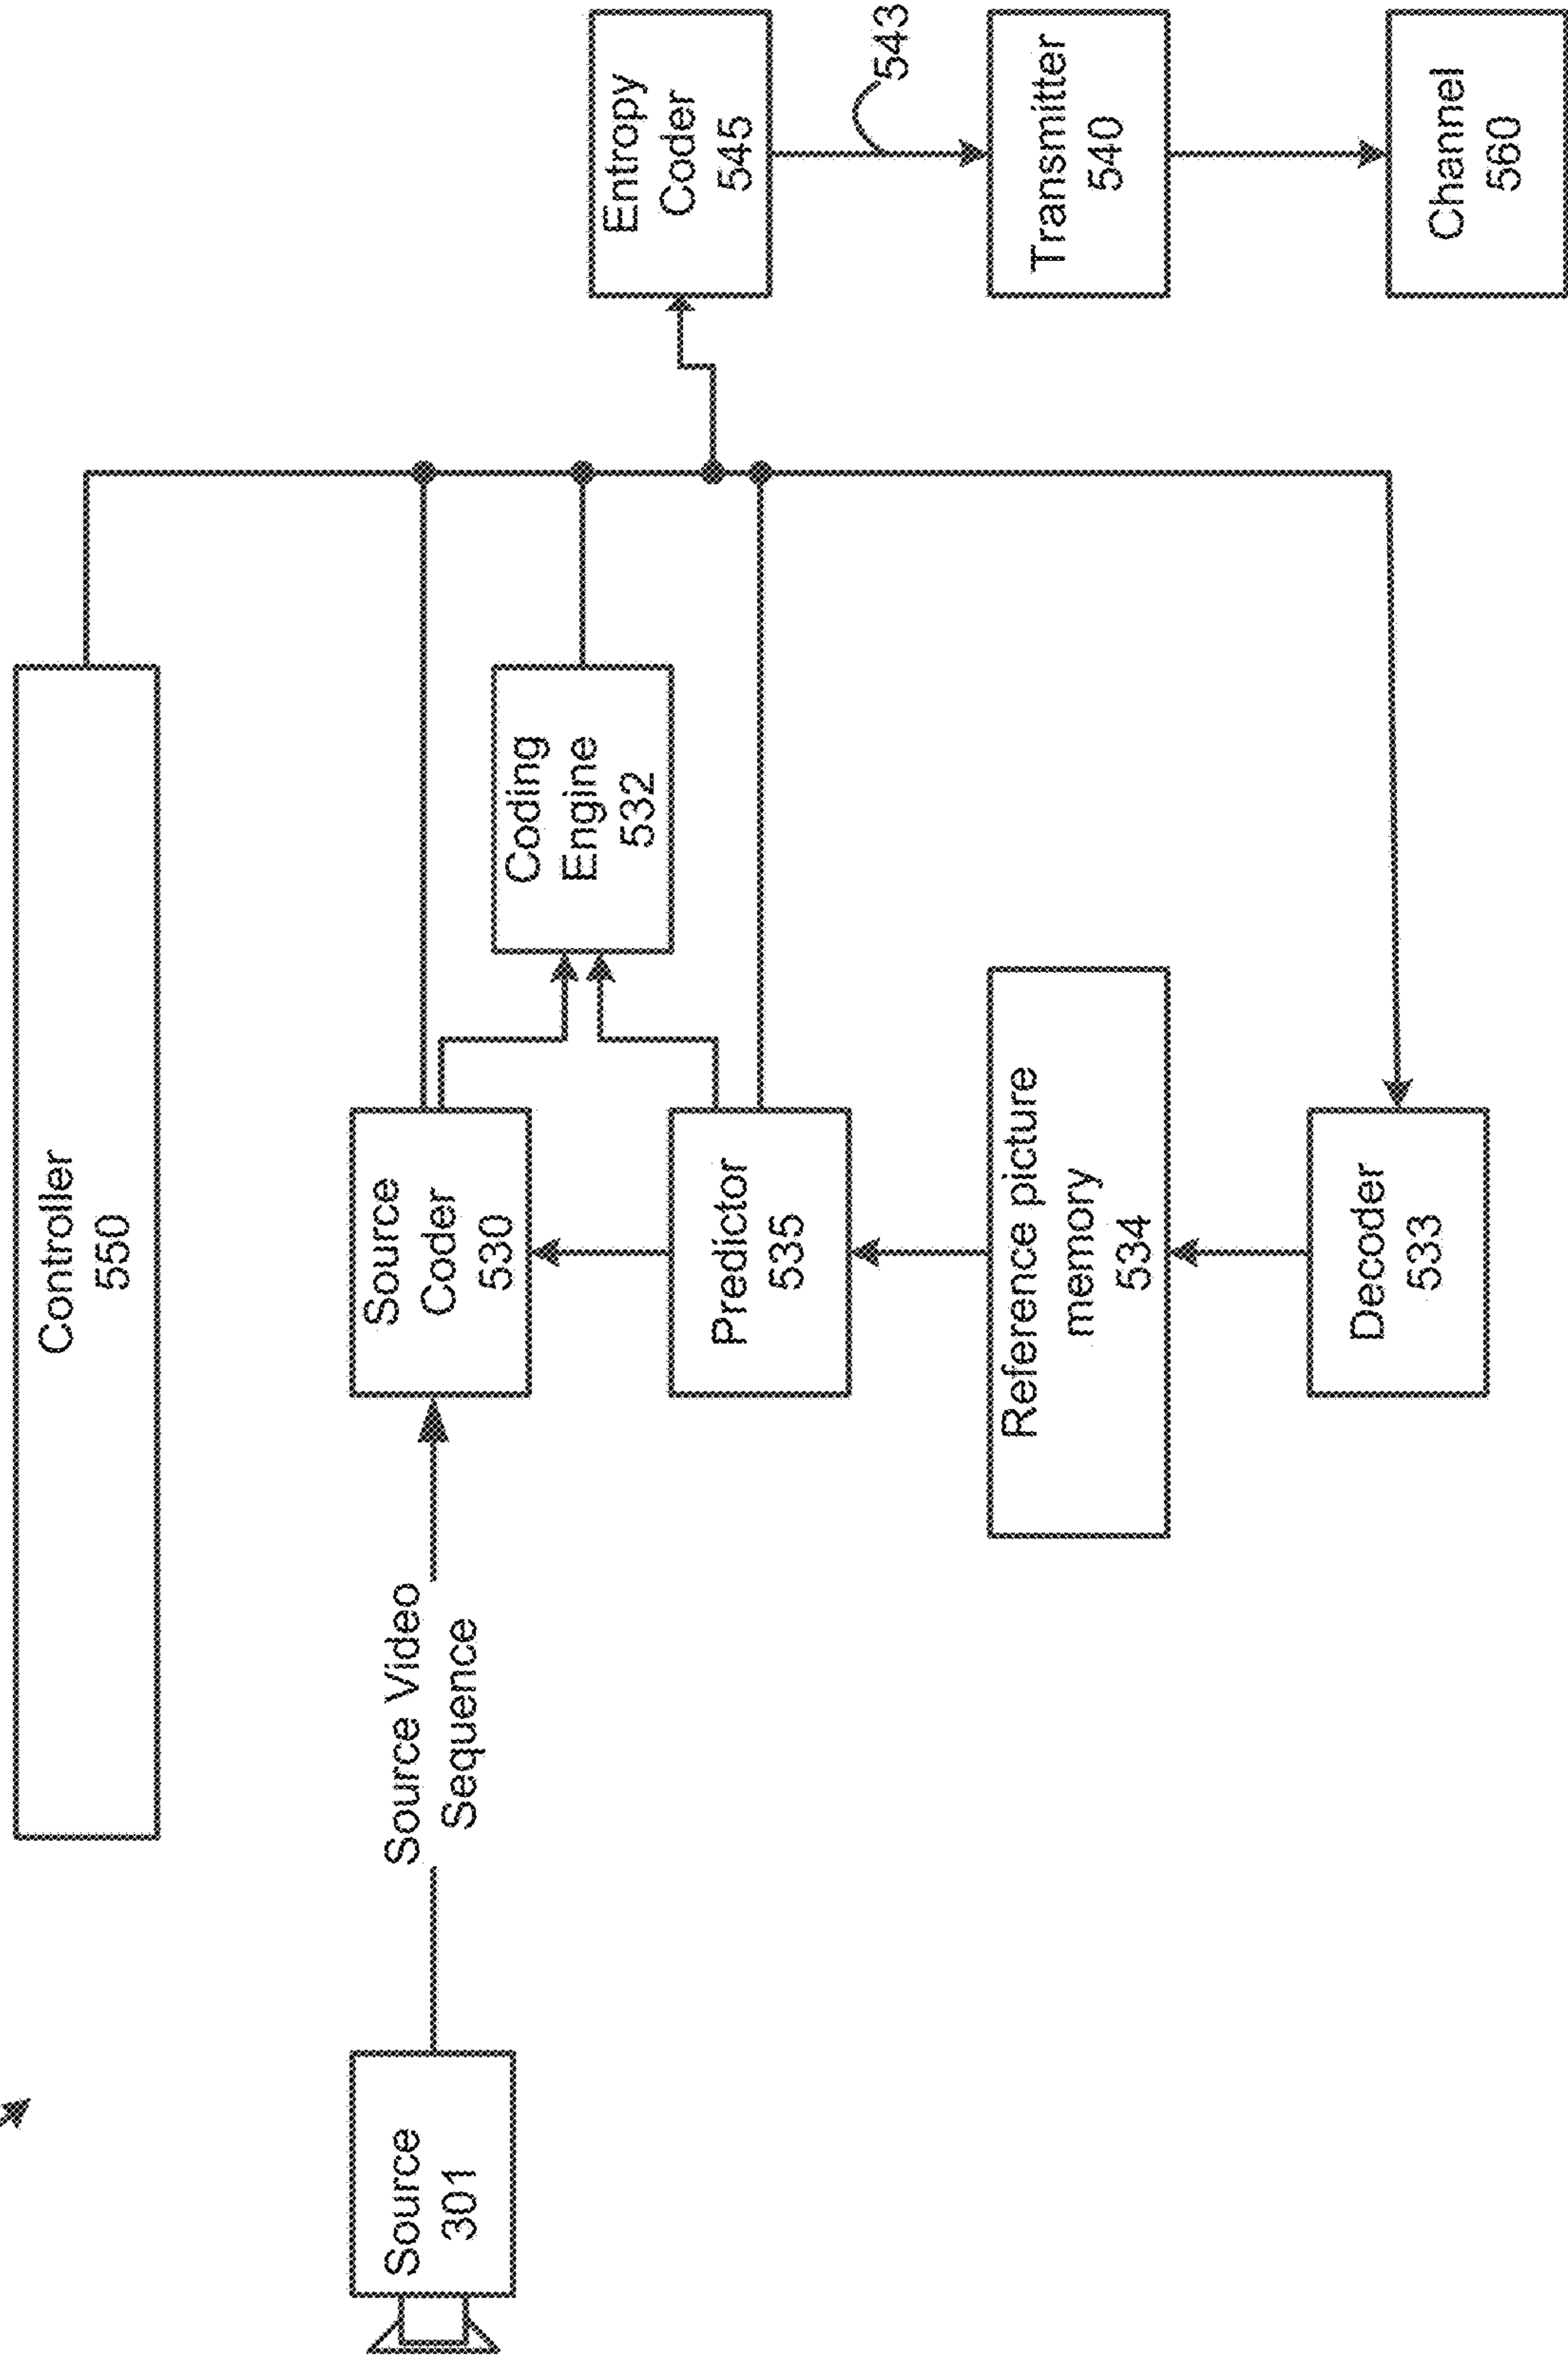 Controller
550
Source
301
Source Video
Sequence
Source
Coder
530
Coding
Engine
532
Predictor
535
Reference picture
memory
534
Decoder
533
Entropy
Coder
545
543
Transmitter
540
Channel
560